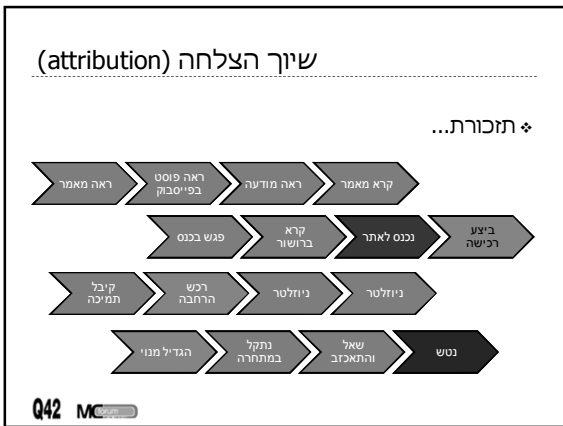 שיוך הצלחה (attribution)
תזכורת...
ראה מאמר
ראה פוסט
בפייסבוק
ראה מודעה
קרא מאמר
פגש בכנס
קרא
ברושור
נכנס לאתר
ביצע
רכישה
קיבל
תמיכה
רכש
הרחבה
ניוזלטר
ניוזלטר
הגדיל מנוי
נתקל
במתחרה
שאל
והתאכזב
נטש
Q42 MC forum